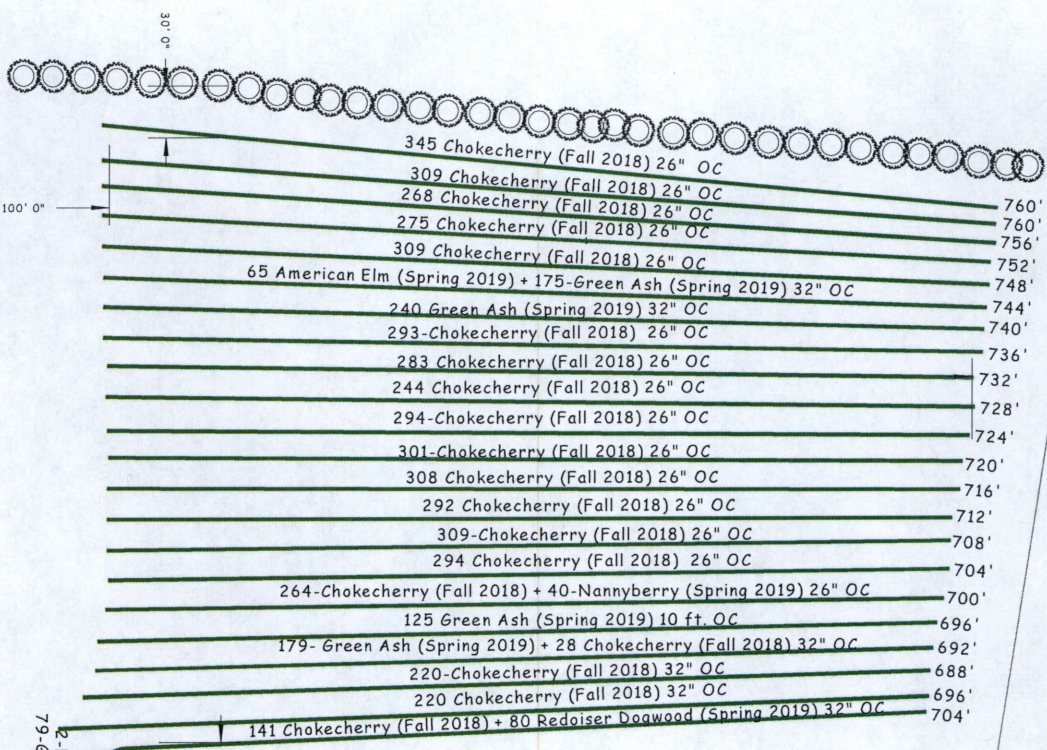 30' 0"
345 Chokecherry (Fall 2018) 26" OC
760'
309 Chokecherry (Fall 2018) 26" OC
760'
100' 0"
268 Chokecherry (Fall 2018) 26" OC
756'
275 Chokecherry (Fall 2018) 26" OC
752'
309 Chokecherry (Fall 2018) 26" OC
748'
65 American Elm (Spring 2019) + 175-Green Ash (Spring 2019) 32" OC
744'
240 Green Ash (Spring 2019) 32" OC
740'
293-Chokecherry (Fall 2018) 26" OC
736'
283 Chokecherry (Fall 2018) 26" OC
732'
244 Chokecherry (Fall 2018) 26" OC
728'
294-Chokecherry (Fall 2018) 26" OC
724'
301-Chokecherry (Fall 2018) 26" OC
720'
308 Chokecherry (Fall 2018) 26" OC
716'
292 Chokecherry (Fall 2018) 26" OC
712'
309-Chokecherry (Fall 2018) 26" OC
708'
294 Chokecherry (Fall 2018) 26" OC
704'
264-Chokecherry (Fall 2018) + 40-Nannyberry (Spring 2019) 26" OC
700'
125 Green Ash (Spring 2019) 10 ft. OC
696'
179- Green Ash (Spring 2019) + 28 Chokecherry (Fall 2018) 32" OC
692'
220-Chokecherry (Fall 2018) 32" OC
688'
220 Chokecherry (Fall 2018) 32" OC
696'
141 Chokecherry (Fall 2018) + 80 Redoiser Dogwood (Spring 2019) 32" OC
704'